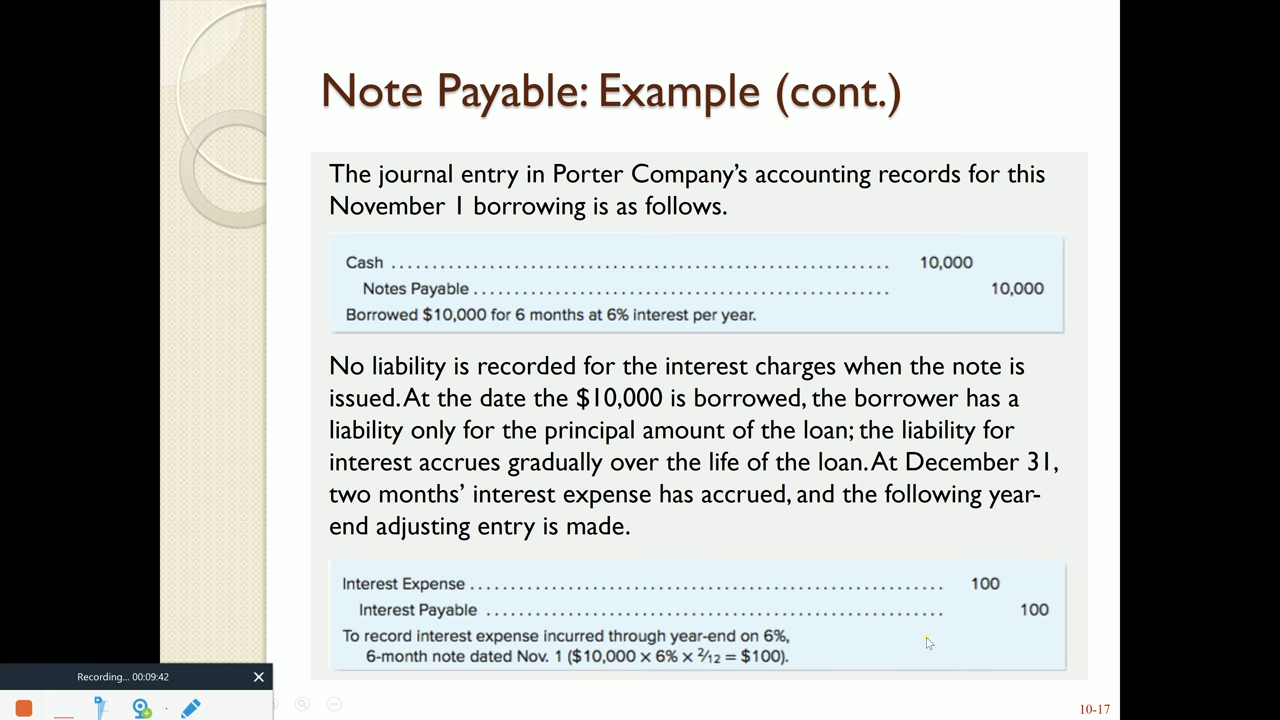 Note Payable: Example (cont.)
The journal entry in Porter Company's accounting records for this
November 1 borrowing is as follows.
Cash ............................................................ 10,000
Notes Payable .................................................. 10,000
Borrowed $10,000 for 6 months at 6% interest per year.
No liability is recorded for the interest charges when the note is
issued. At the date the $10,000 is borrowed, the borrower has a
liability only for the principal amount of the loan; the liability for
interest accrues gradually over the life of the loan. At December 31,
two months' interest expense has accrued, and the following year-
end adjusting entry is made.
Interest Expense ......................................................... 100
Interest Payable ....................................................... 100
To record interest expense incurred through year-end on 6%,
6-month note dated Nov. 1 ($10,000 × 6% × 2/12 = $100).
Recording... 00:09:42
10-17